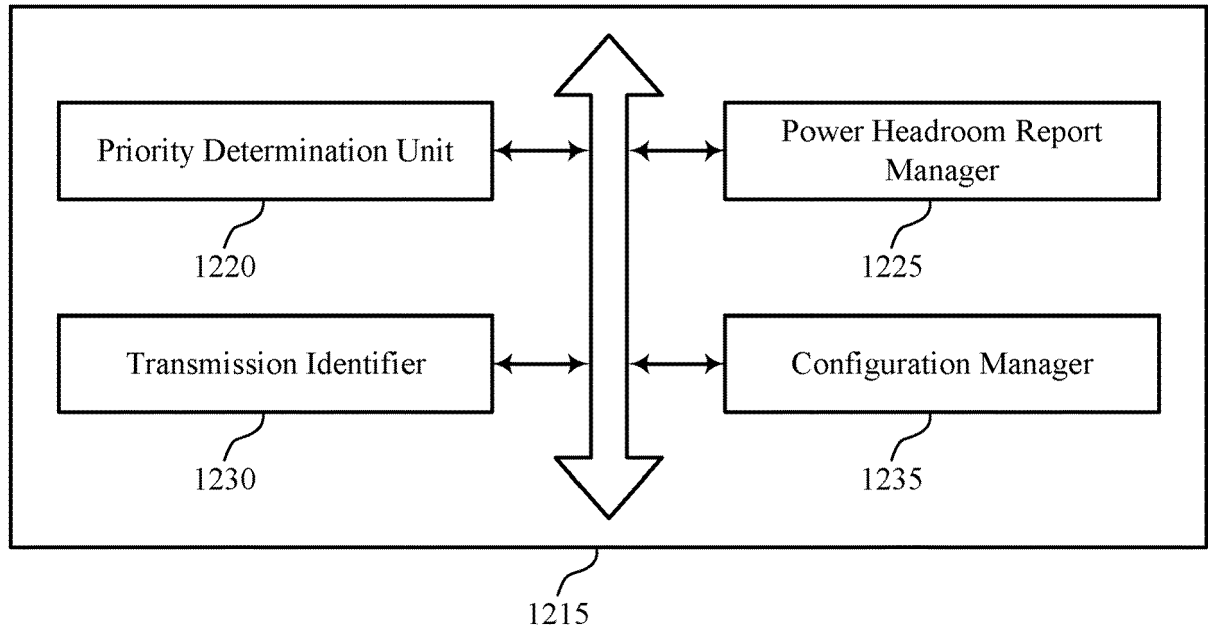 Priority Determination Unit
1220
Power Headroom Report
Manager
1225
Transmission Identifier
1230
Configuration Manager
1235
1215